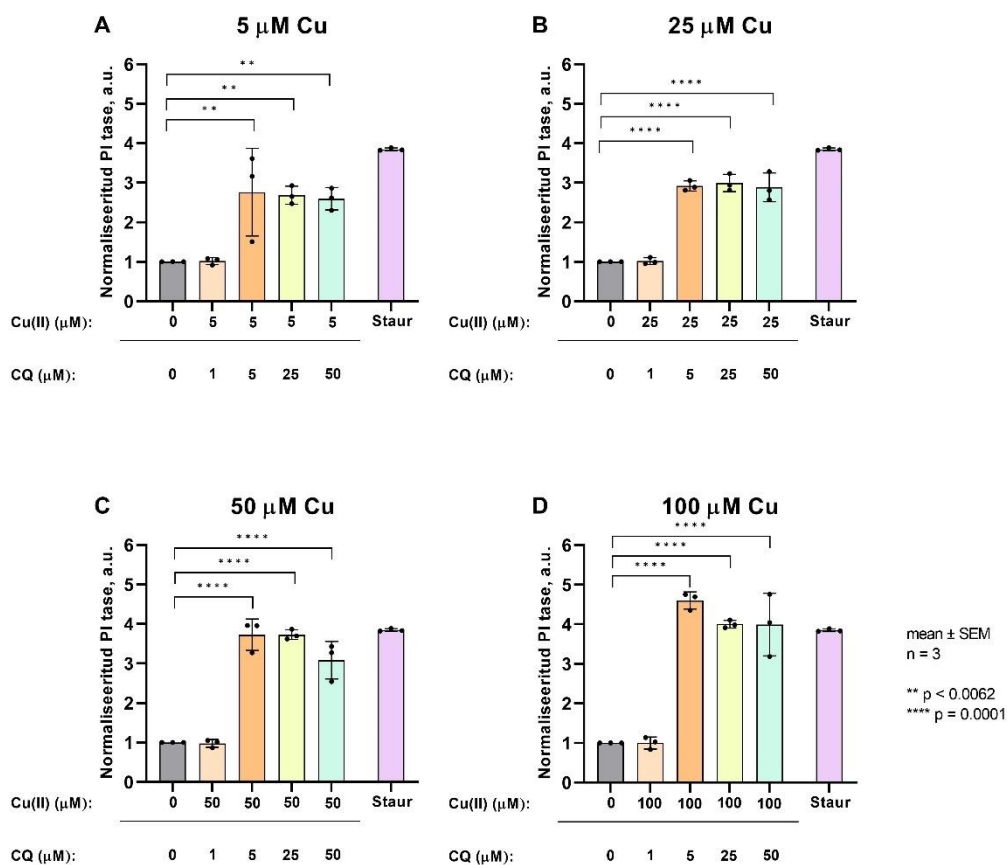 A
5 μM Cu
Normaliseeritud PI tase, a.u.
6
5
4
3
2
1
0
**
**
**
Cu(II) (μM):
0
5
5
5
5
Staur
CQ (μM):
0
1
5
25
50
B
25 μM Cu
Normaliseeritud PI tase, a.u.
6
5
4
3
2
1
0
****
****
****
Cu(II) (μM):
0
25
25
25
25
Staur
CQ (μM):
0
1
5
25
50
C
50 μM Cu
Normaliseeritud PI tase, a.u.
6
5
4
3
2
1
0
****
****
****
Cu(II) (μM):
0
50
50
50
50
Staur
CQ (μM):
0
1
5
25
50
D
100 μM Cu
Normaliseeritud PI tase, a.u.
6
5
4
3
2
1
0
****
****
****
Cu(II) (μM):
0
100
100
100
100
Staur
CQ (μM):
0
1
5
25
50
mean ± SEM
n = 3
** p < 0.0062
**** p = 0.0001